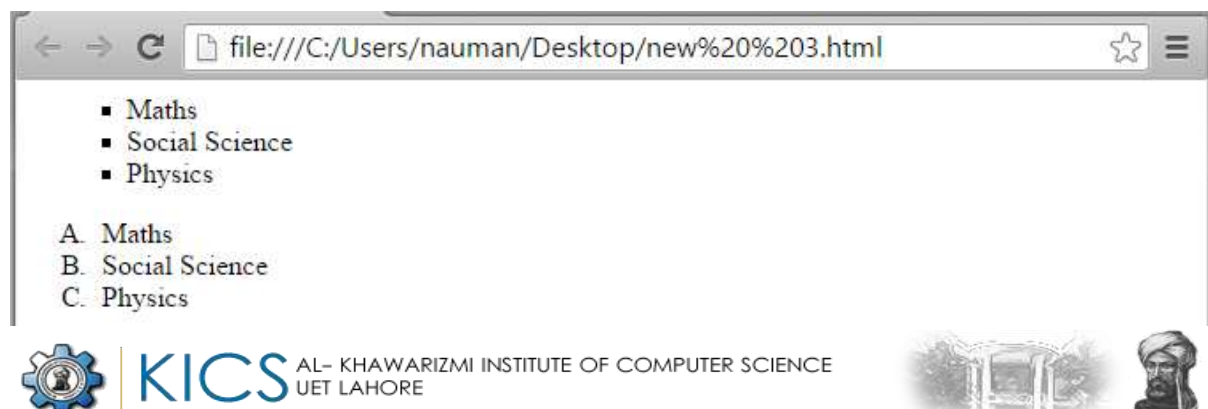 file:///C:/Users/nauman/Desktop/new%20%203.html
Maths
Social Science
Physics
A. Maths
B. Social Science
C. Physics
KICS AL- KHAWARIZMI INSTITUTE OF COMPUTER SCIENCE
UET LAHORE